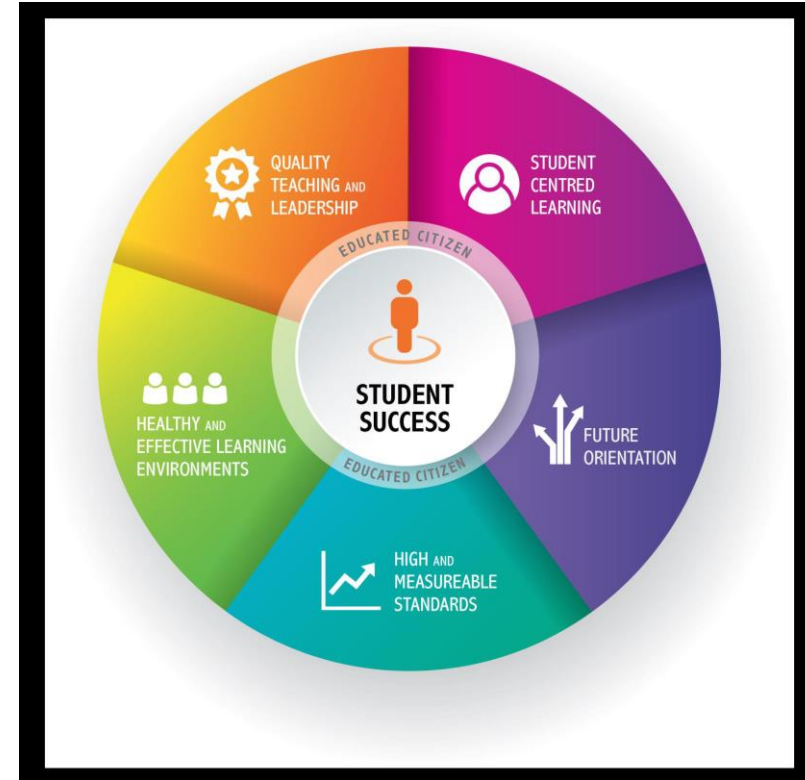 QUALITY
TEACHING AND
LEADERSHIP
STUDENT
CENTRED
LEARNING
EDUCATED CITIZEN
STUDENT
SUCCESS
EDUCATED CITIZEN
HEALTHY AND
EFFECTIVE LEARNING
ENVIRONMENTS
FUTURE
ORIENTATION
HIGH AND
MEASUREABLE
STANDARDS